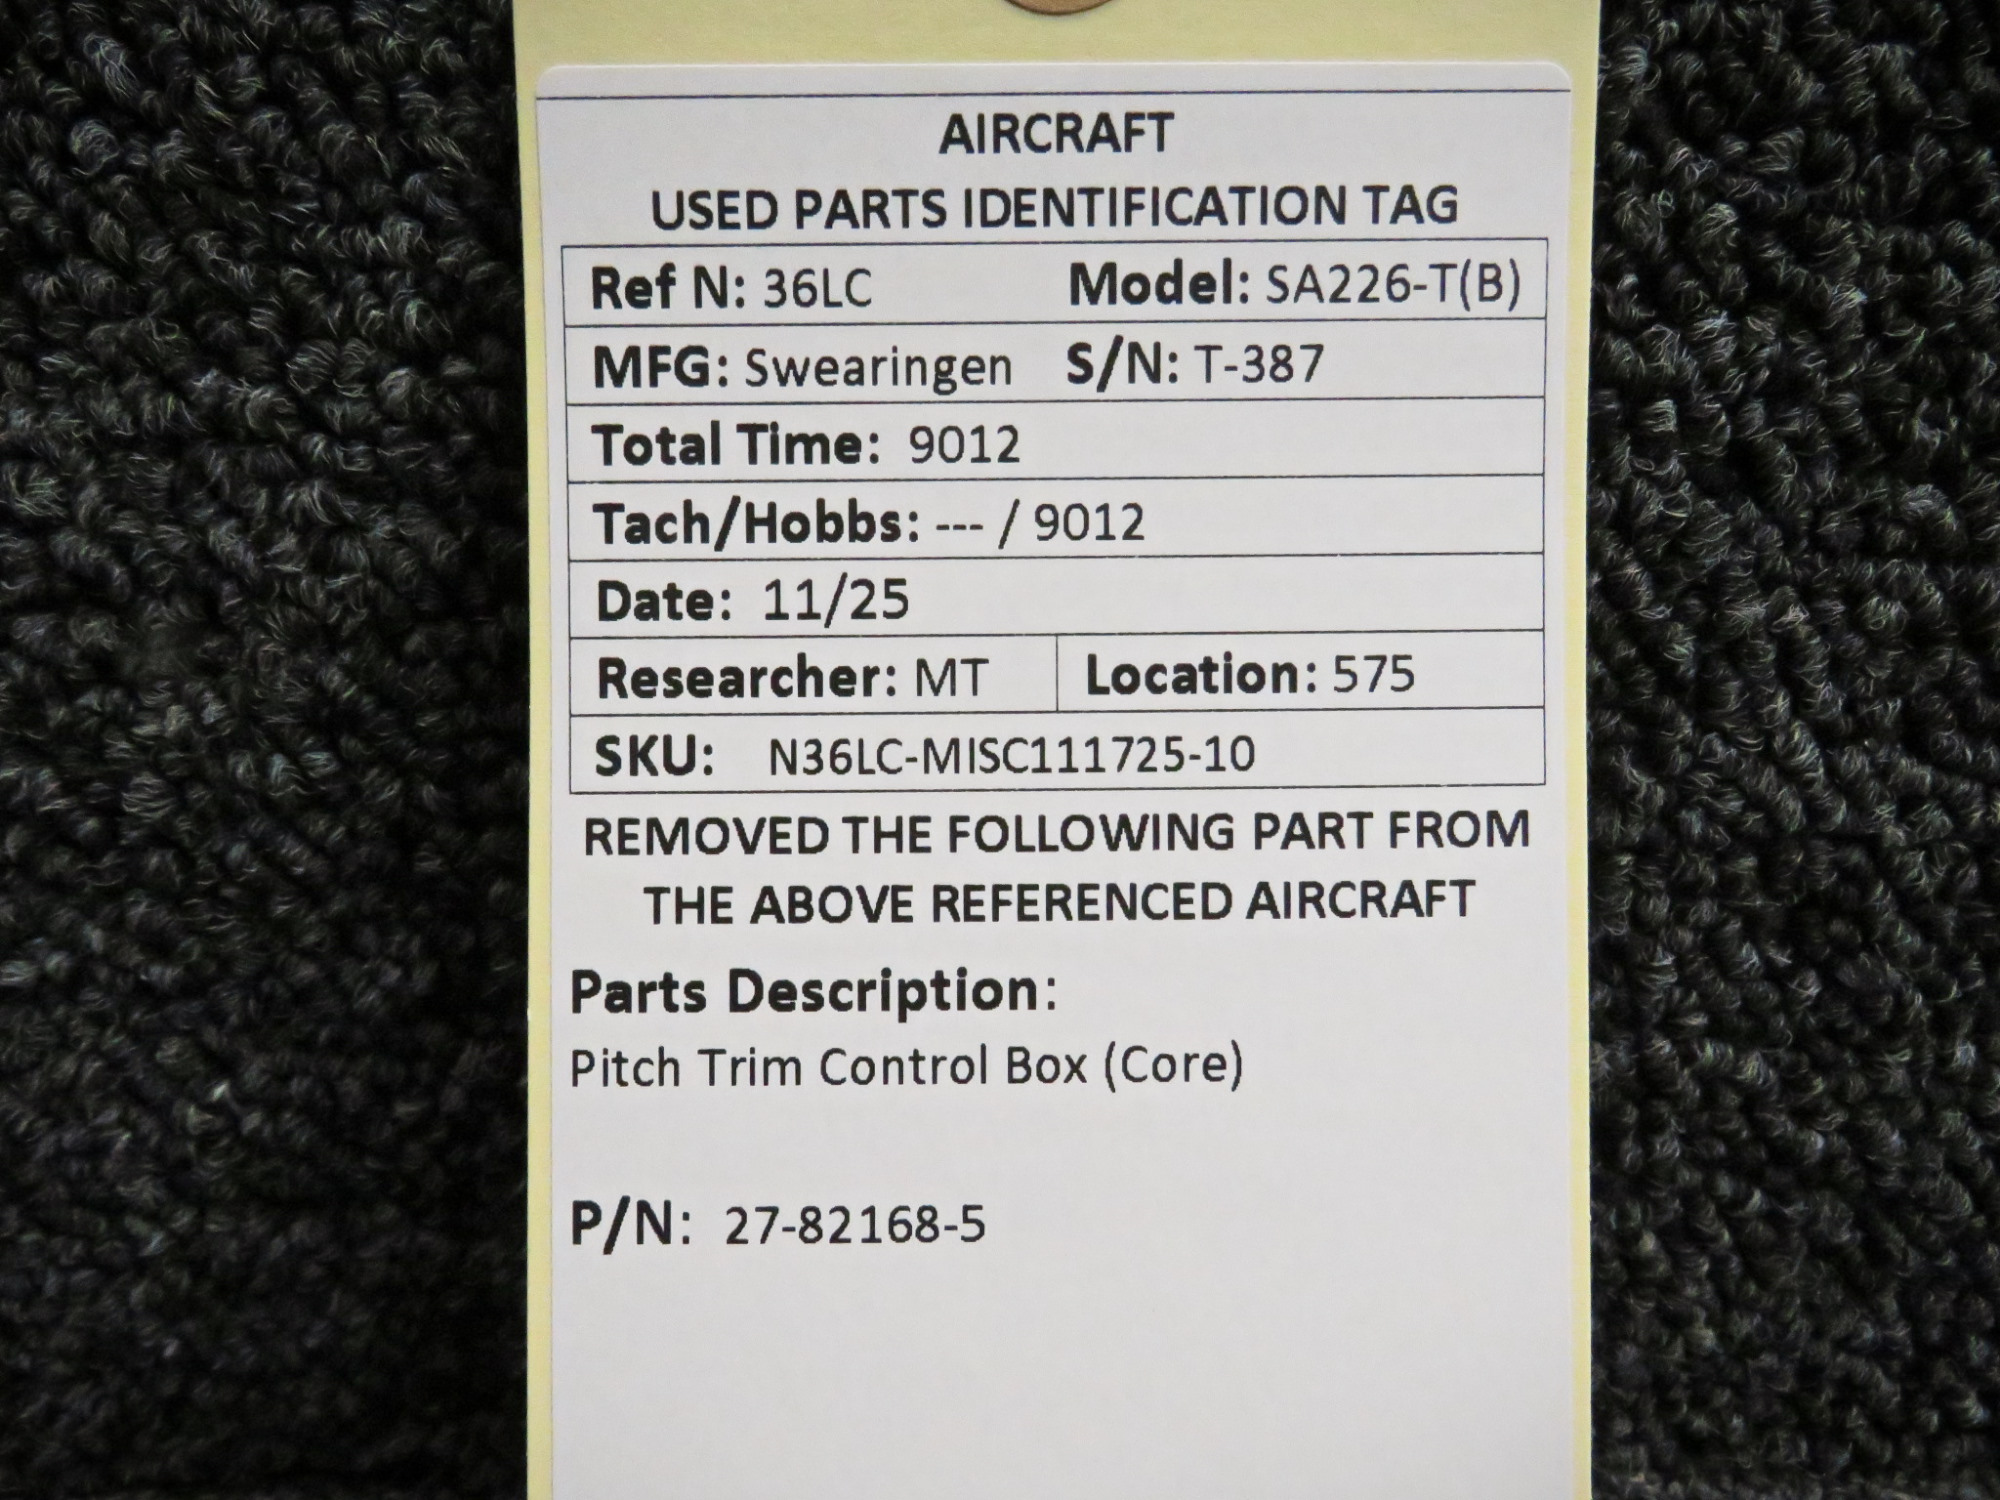 AIRCRAFT
USED PARTS IDENTIFICATION TAG
Ref N: 36LC Model: SA226-T(B)
MFG: Swearingen S/N: T-387
Total Time: 9012
Tach/Hobbs: --- / 9012
Date: 11/25
Researcher: MT Location: 575
SKU: N36LC-MISC111725-10
REMOVED THE FOLLOWING PART FROM
THE ABOVE REFERENCED AIRCRAFT
Parts Description:
Pitch Trim Control Box (Core)
P/N: 27-82168-5